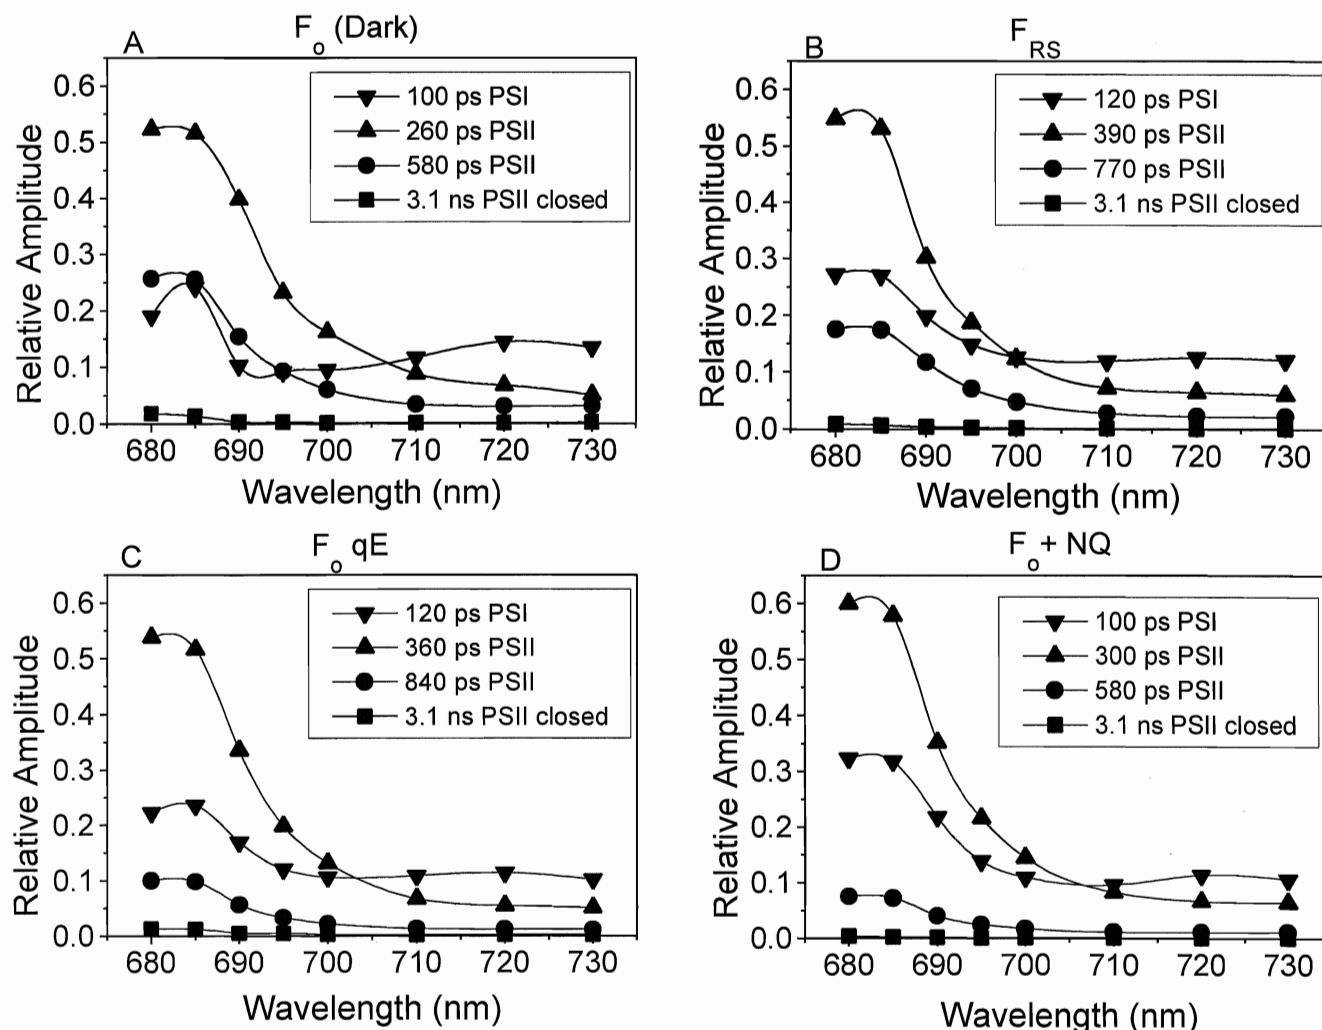 A
F₀ (Dark)
Relative Amplitude
0.6
0.5
0.4
0.3
0.2
0.1
0.0
100 ps PSI
260 ps PSII
580 ps PSII
3.1 ns PSII closed
680 690 700 710 720 730
Wavelength (nm)
B
F_RS
Relative Amplitude
0.6
0.5
0.4
0.3
0.2
0.1
0.0
120 ps PSI
390 ps PSII
770 ps PSII
3.1 ns PSII closed
680 690 700 710 720 730
Wavelength (nm)
C
F₀ qE
Relative Amplitude
0.6
0.5
0.4
0.3
0.2
0.1
0.0
120 ps PSI
360 ps PSII
840 ps PSII
3.1 ns PSII closed
680 690 700 710 720 730
Wavelength (nm)
D
F₀ + NQ
Relative Amplitude
0.6
0.5
0.4
0.3
0.2
0.1
0.0
100 ps PSI
300 ps PSII
580 ps PSII
3.1 ns PSII closed
680 690 700 710 720 730
Wavelength (nm)